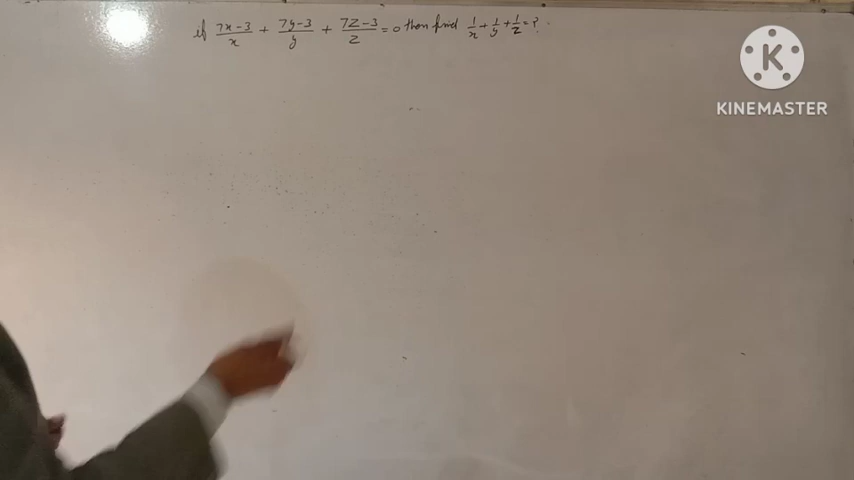 if 7x-3/x + 7y-3/y + 7z-3/z = 0 then find 1/x + 1/y + 1/z = ?
K
KINEMASTER